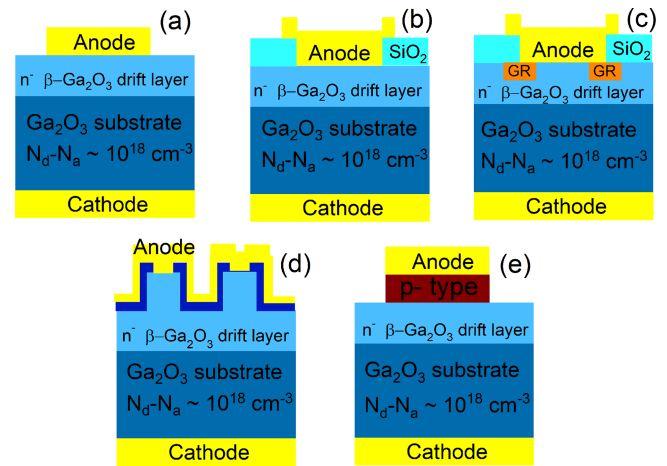 (a)
Anode
n⁻ β–Ga₂O₃ drift layer
Ga₂O₃ substrate
N_d-N_a ~ 10¹⁸ cm⁻³
Cathode
(b)
Anode
SiO₂
n⁻ β–Ga₂O₃ drift layer
Ga₂O₃ substrate
N_d-N_a ~ 10¹⁸ cm⁻³
Cathode
(c)
Anode
SiO₂
GR
GR
n⁻ β–Ga₂O₃ drift layer
Ga₂O₃ substrate
N_d-N_a ~ 10¹⁸ cm⁻³
Cathode
Anode
(d)
n⁻ β–Ga₂O₃ drift layer
Ga₂O₃ substrate
N_d-N_a ~ 10¹⁸ cm⁻³
Cathode
(e)
Anode
p- type
n⁻ β–Ga₂O₃ drift layer
Ga₂O₃ substrate
N_d-N_a ~ 10¹⁸ cm⁻³
Cathode